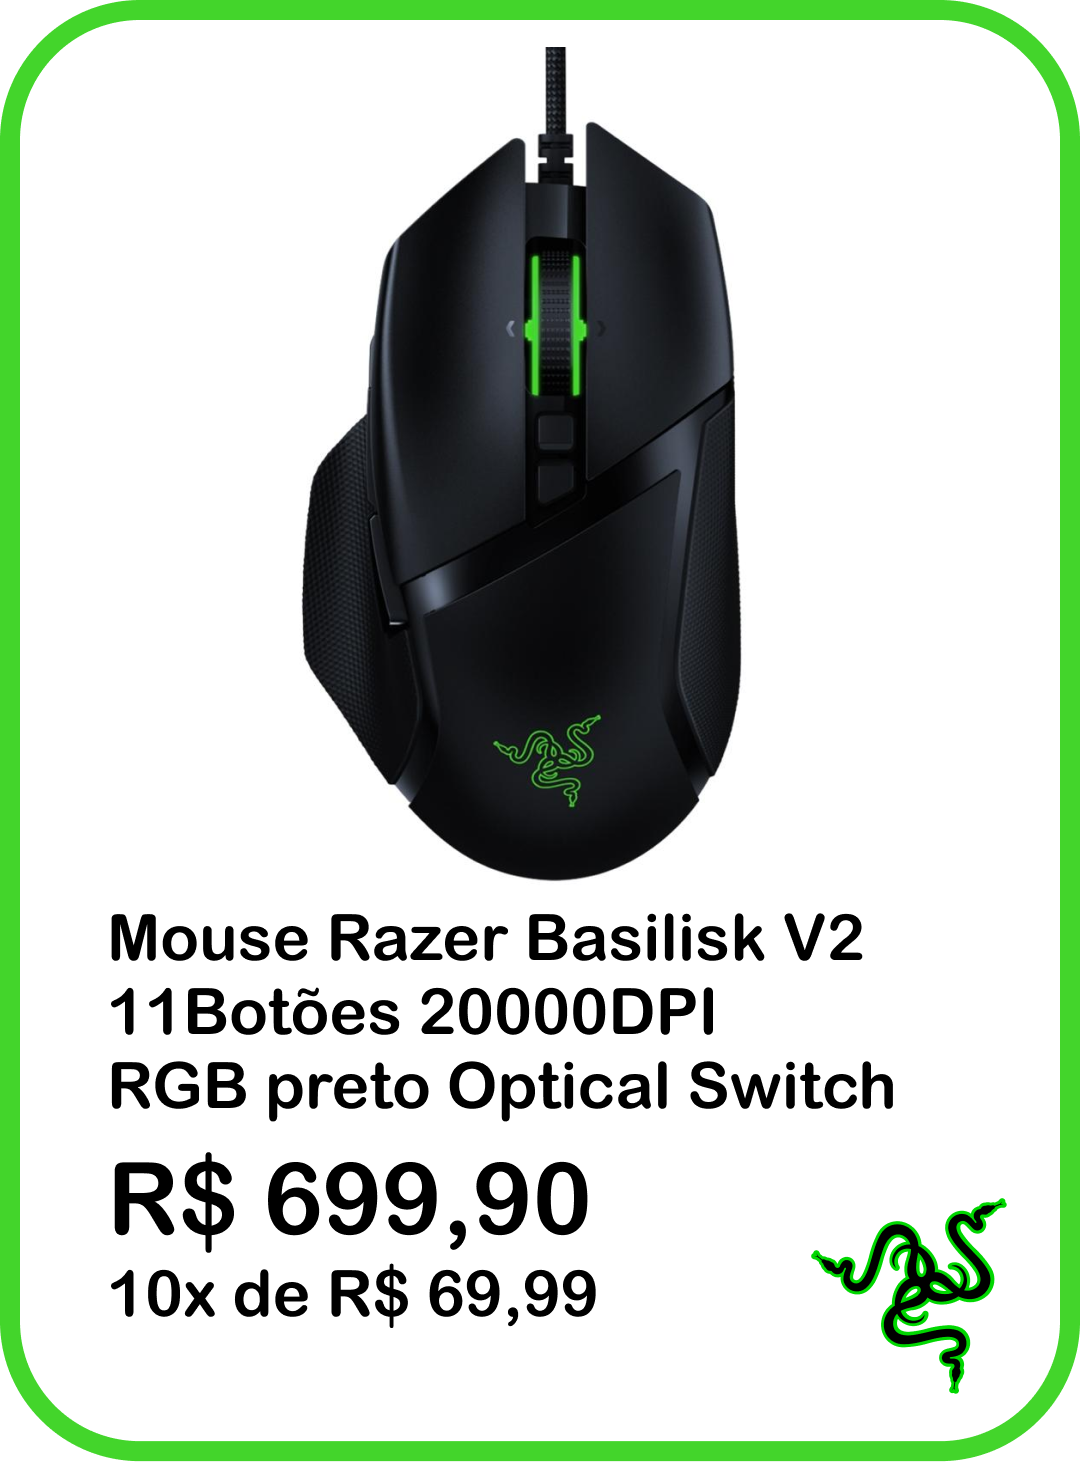 Mouse Razer Basilisk V2
11Botões 20000DPI
RGB preto Optical Switch
R$ 699,90
10x de R$ 69,99